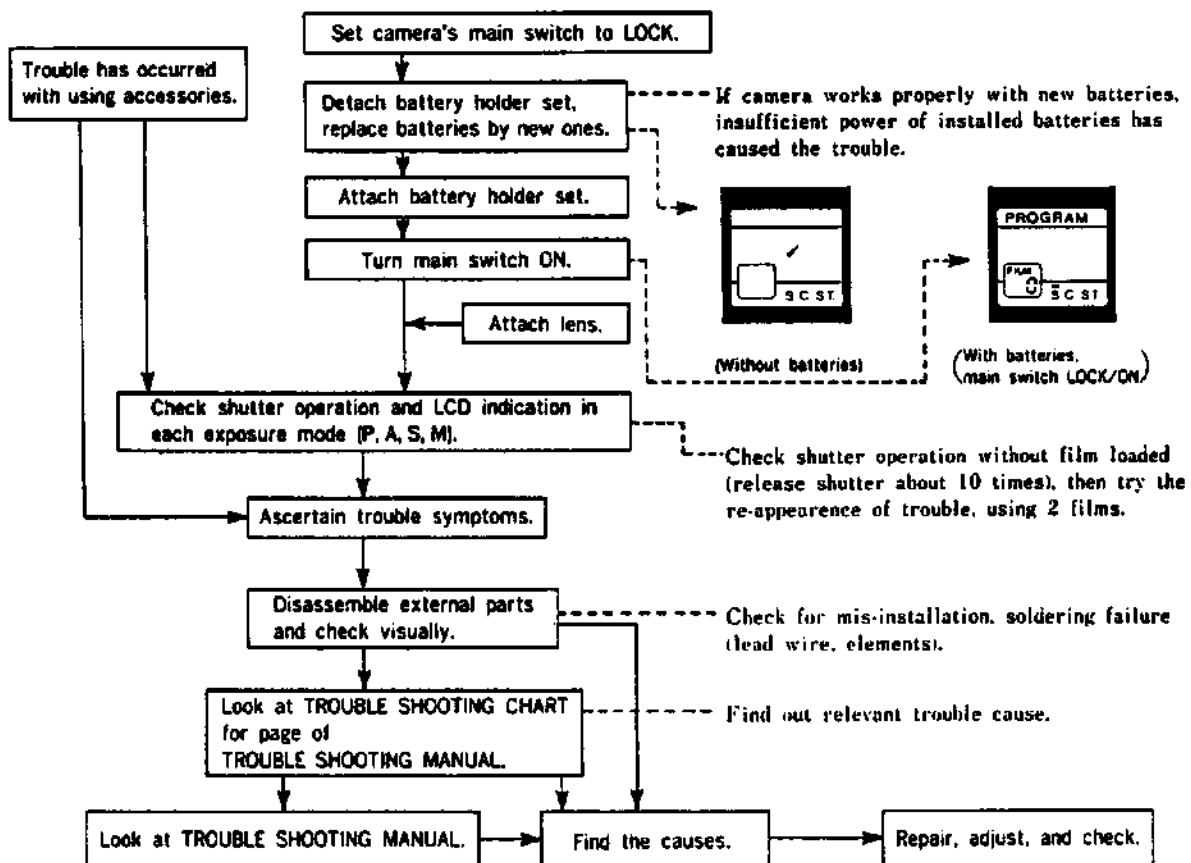 Set camera's main switch to LOCK.
Trouble has occurred
with using accessories.
Detach battery holder set,
replace batteries by new ones.
If camera works properly with new batteries,
insufficient power of installed batteries has
caused the trouble.
Attach battery holder set.
Turn main switch ON.
Attach lens.
S C ST
(Without batteries)
PROGRAM
FILM
0
S C ST
(With batteries,
main switch LOCK/ON)
Check shutter operation and LCD indication in
each exposure mode (P, A, S, M).
Check shutter operation without film loaded
(release shutter about 10 times), then try the
re-appearence of trouble, using 2 films.
Ascertain trouble symptoms.
Disassemble external parts
and check visually.
Check for mis-installation, soldering failure
(lead wire, elements).
Look at TROUBLE SHOOTING CHART
for page of
TROUBLE SHOOTING MANUAL.
Find out relevant trouble cause.
Look at TROUBLE SHOOTING MANUAL.
Find the causes.
Repair, adjust, and check.